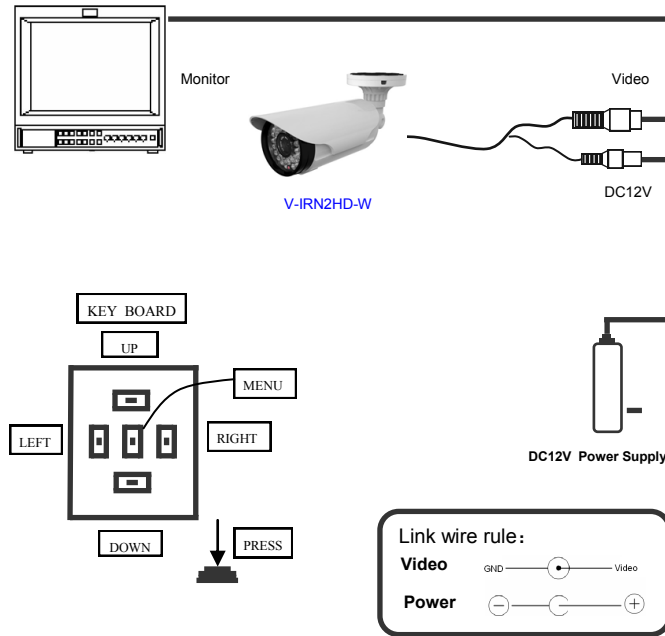 Monitor
Video
V-IRN2HD-W
DC12V
KEY BOARD
UP
MENU
LEFT
RIGHT
DOWN
PRESS
DC12V Power Supply
Link wire rule：
Video GND Video
Power − +